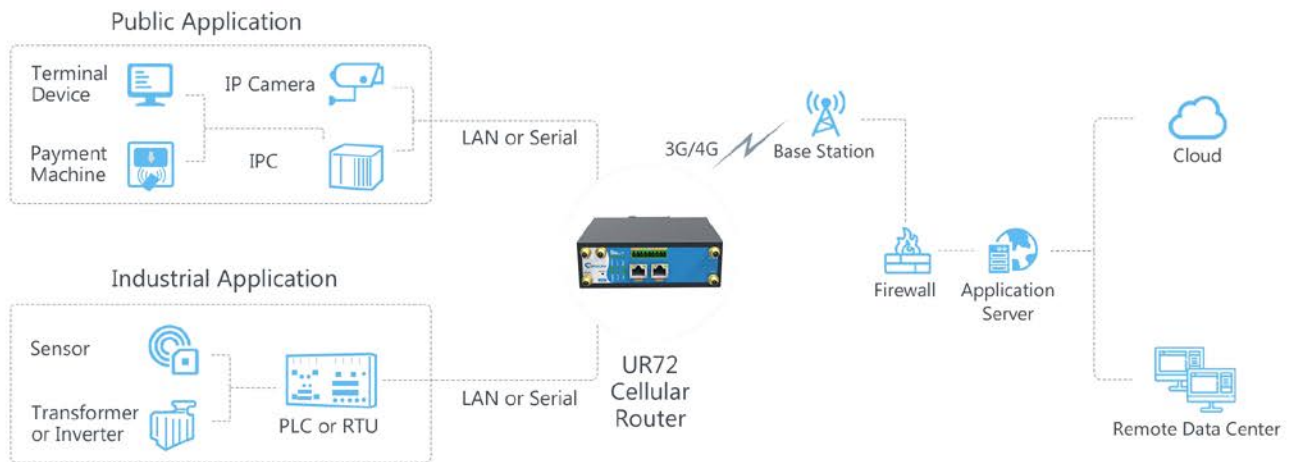 Public Application
Terminal
Device
IP Camera
Payment
Machine
IPC
LAN or Serial
3G/4G
Base Station
Cloud
Firewall
Application
Server
Industrial Application
Sensor
Transformer
or Inverter
PLC or RTU
LAN or Serial
UR72
Cellular
Router
Remote Data Center